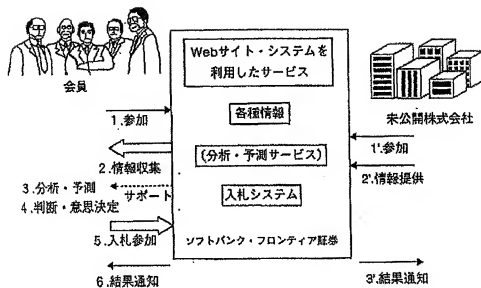 Webサイト・システムを
利用したサービス
会員
各種情報
未公開株式会社
1.参加
1'.参加
(分析・予測サービス)
2.情報収集
2'.情報提供
3.分析・予測
サポート
4.判断・意思決定
入札システム
5.入札参加
ソフトバンク・フロンティア証券
6.結果通知
3'.結果通知